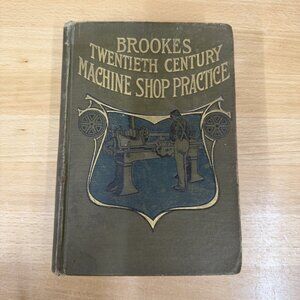 BROOKES
TWENTIETH CENTURY
MACHINE SHOP PRACTICE